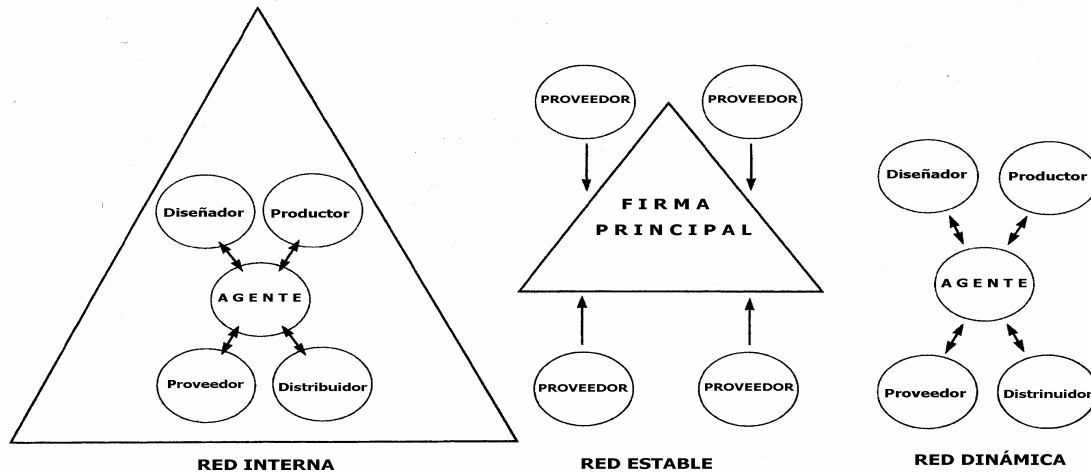 Diseñador
Productor
AGENTE
Proveedor
Distribuidor
RED INTERNA
PROVEEDOR
PROVEEDOR
FIRMA
PRINCIPAL
PROVEEDOR
PROVEEDOR
RED ESTABLE
Diseñador
Productor
AGENTE
Proveedor
Distrinuidor
RED DINÁMICA